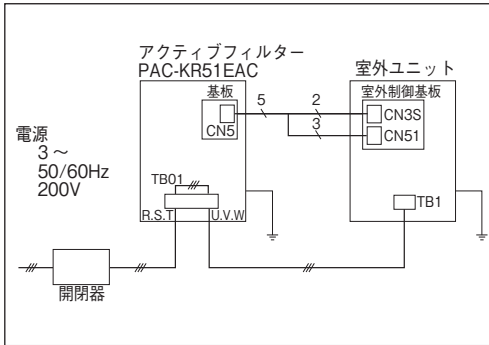 アクティブフィルター
PAC-KR51EAC
室外ユニット
基板
室外制御基板
5
2
CN3S
CN5
3
CN51
電源
3～
50/60Hz
200V
TB01
TB1
R.S.T
U.V.W
開閉器